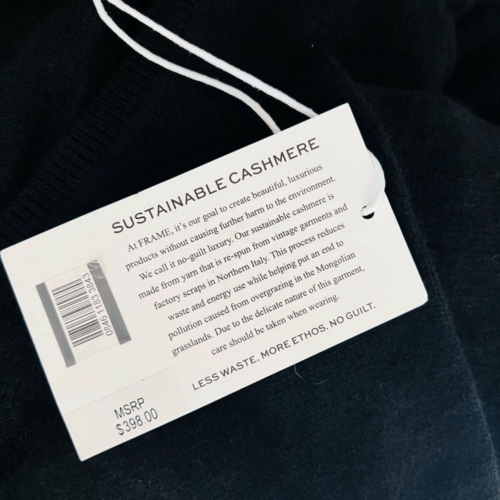 SUSTAINABLE CASHMERE
At FRAME, it's our goal to create beautiful, luxurious
products without causing further harm to the environment.
We call it no-guilt luxury. Our sustainable cashmere is
made from yarn that is re-spun from vintage garments and
factory scraps in Northern Italy. This process reduces
waste and energy use while helping put an end to
pollution caused from overgrazing in the Mongolian
grasslands. Due to the delicate nature of this garment,
care should be taken when wearing.
LESS WASTE. MORE ETHOS. NO GUILT.
0846 1183 3843
MSRP
$398.00